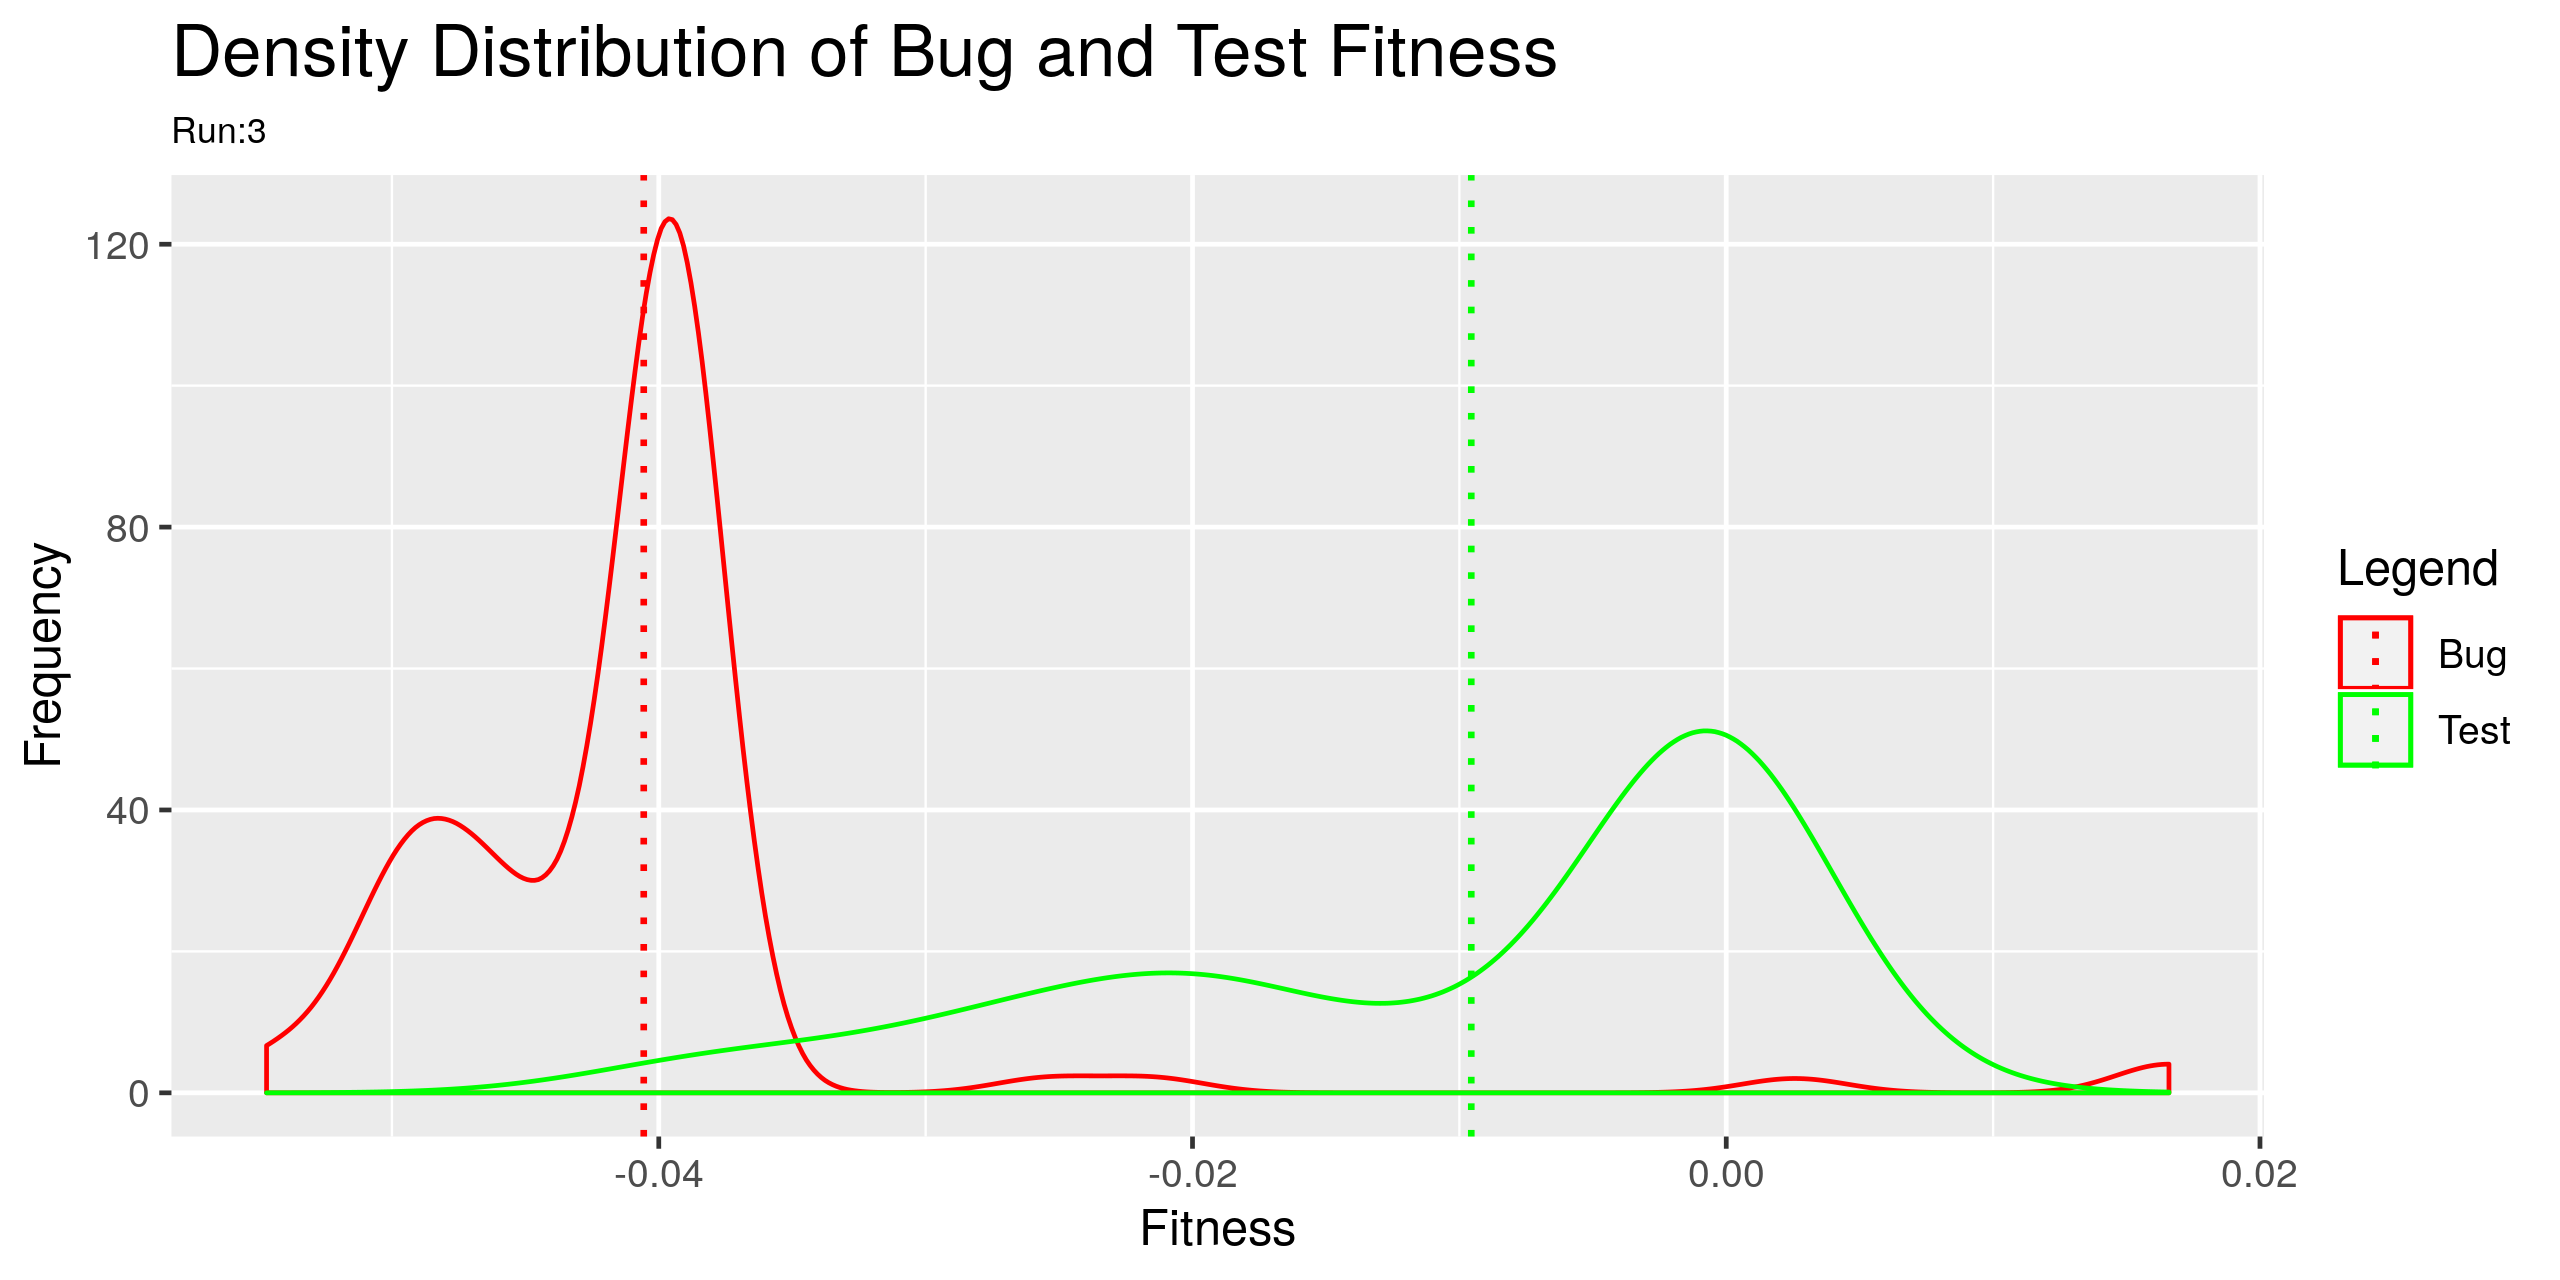 Density Distribution of Bug and Test Fitness
Run:3
Frequency
120
80
40
0
-0.04
-0.02
0.00
0.02
Fitness
Legend
Bug
Test